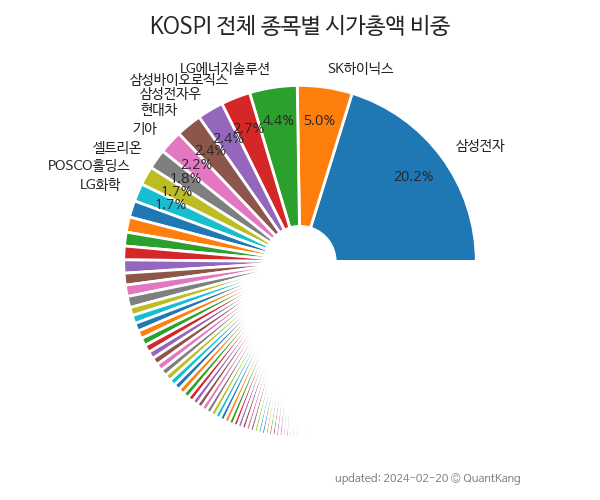 KOSPI 전체 종목별 시가총액 비중
LG에너지솔루션
SK하이닉스
삼성바이오로직스
삼성전자우
현대차
기아
셀트리온
POSCO홀딩스
LG화학
삼성전자
20.2%
5.0%
4.4%
2.7%
2.4%
2.4%
2.2%
1.8%
1.7%
1.7%
updated: 2024-02-20 © QuantKang